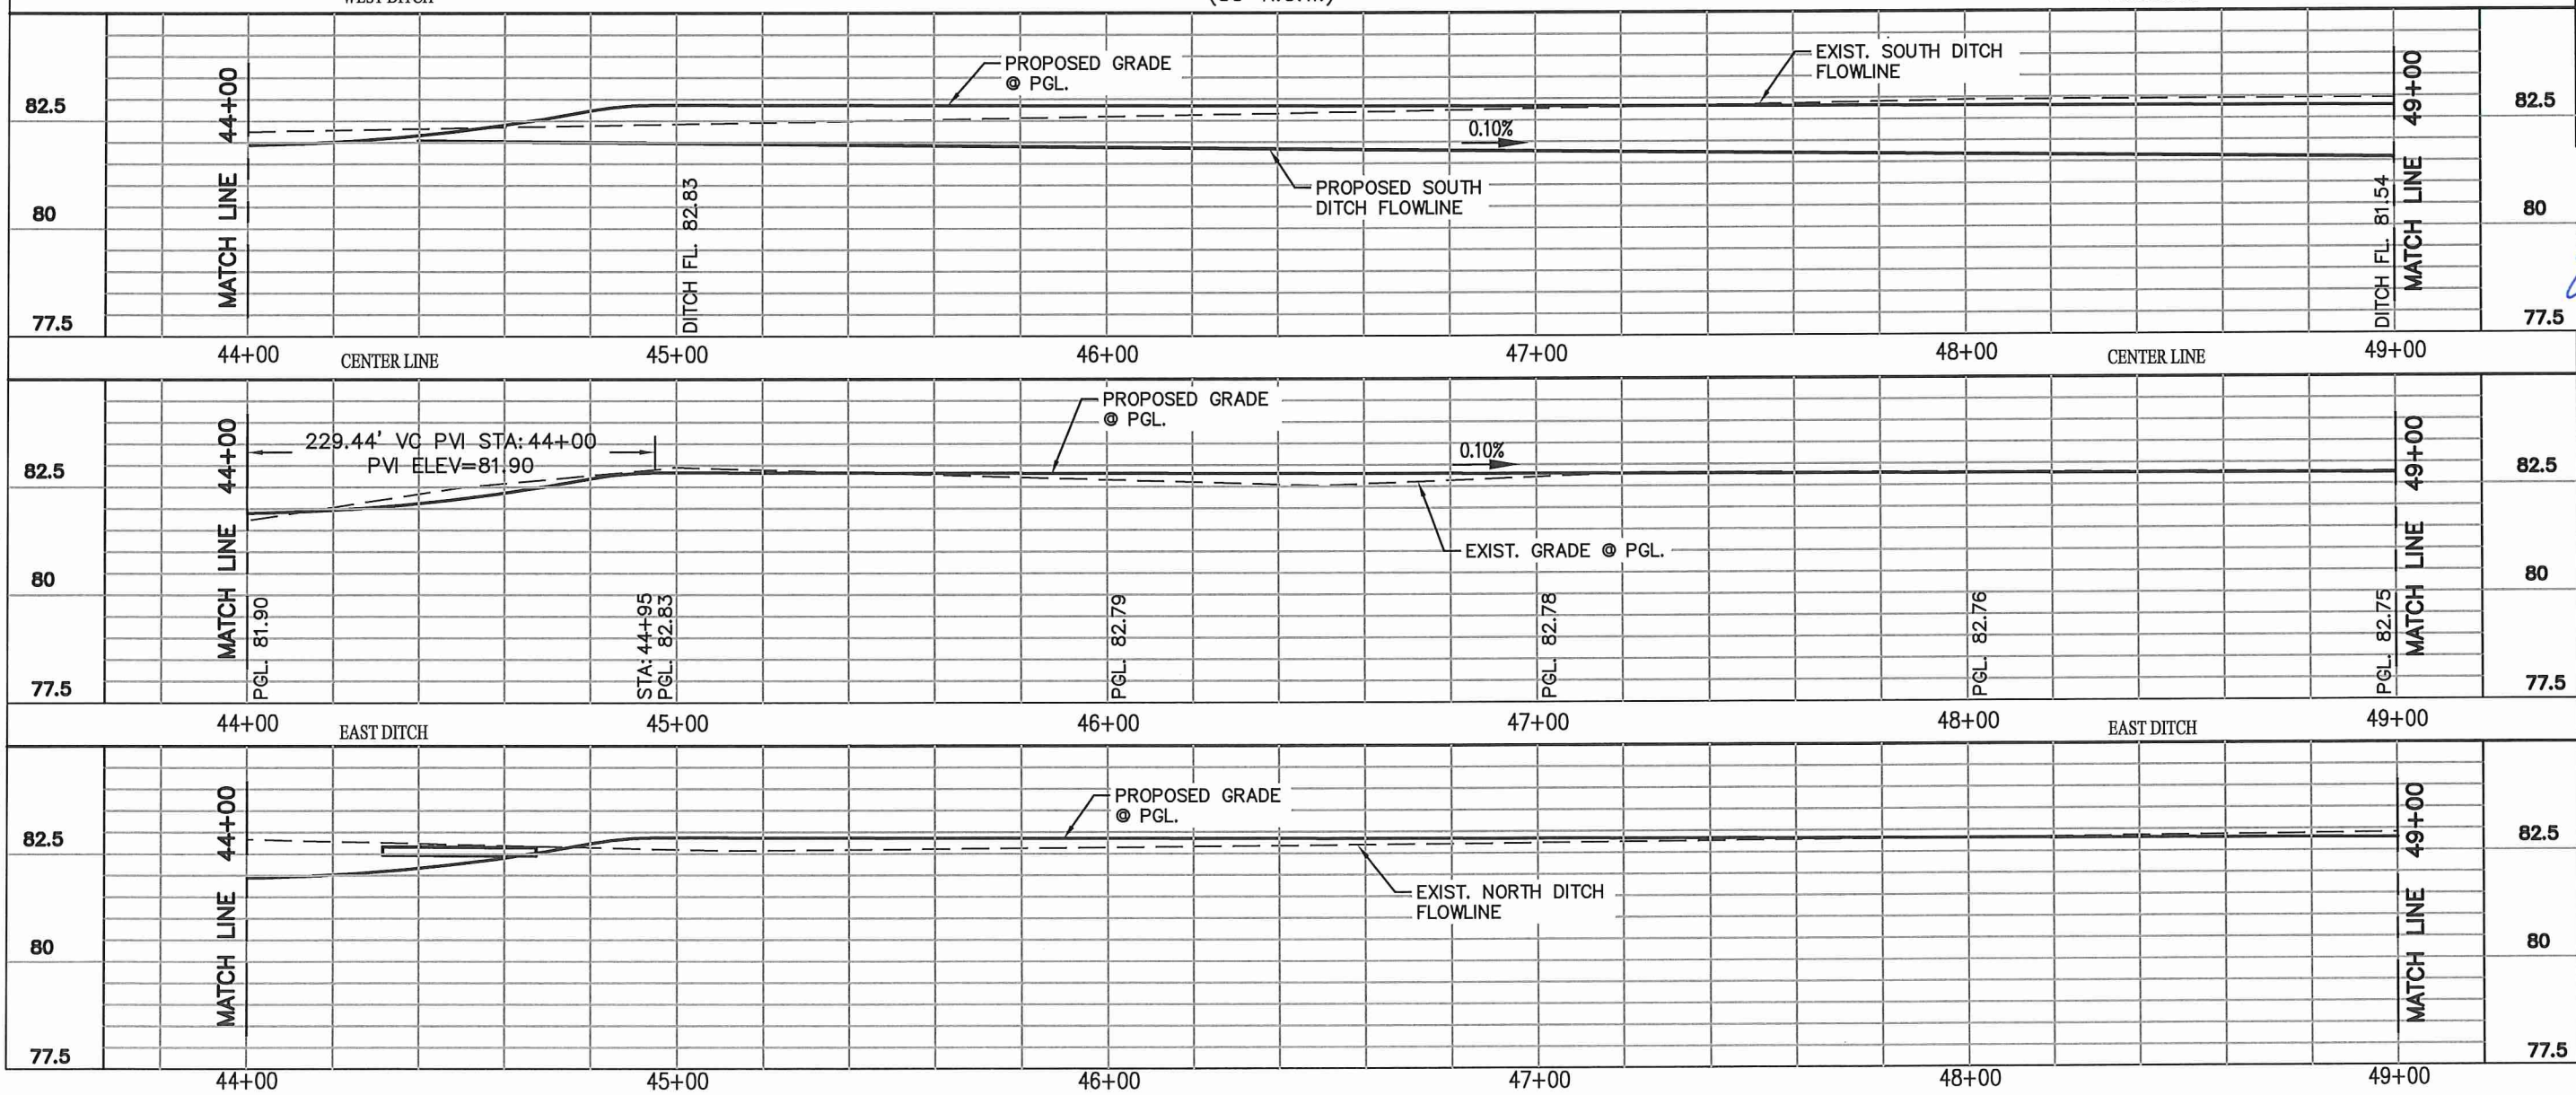 WEST DITCH
PROPOSED GRADE
@ PGL.
EXIST. SOUTH DITCH
FLOWLINE
82.5
82.5
MATCH LINE 44+00
MATCH LINE 49+00
0.10%
PROPOSED SOUTH
DITCH FLOWLINE
DITCH FL. 82.83
DITCH FL. 81.54
80
80
77.5
77.5
44+00
45+00
46+00
47+00
48+00
49+00
CENTER LINE
CENTER LINE
PROPOSED GRADE
@ PGL.
229.44' VC PVI STA: 44+00
PVI ELEV=81.90
0.10%
82.5
82.5
MATCH LINE 44+00
MATCH LINE 49+00
EXIST. GRADE @ PGL.
80
80
PGL. 81.90
STA: 44+95
PGL. 82.83
PGL. 82.79
PGL. 82.78
PGL. 82.76
PGL. 82.75
77.5
77.5
44+00
45+00
46+00
47+00
48+00
49+00
EAST DITCH
EAST DITCH
PROPOSED GRADE
@ PGL.
82.5
82.5
MATCH LINE 44+00
MATCH LINE 49+00
EXIST. NORTH DITCH
FLOWLINE
80
80
77.5
77.5
44+00
45+00
46+00
47+00
48+00
49+00